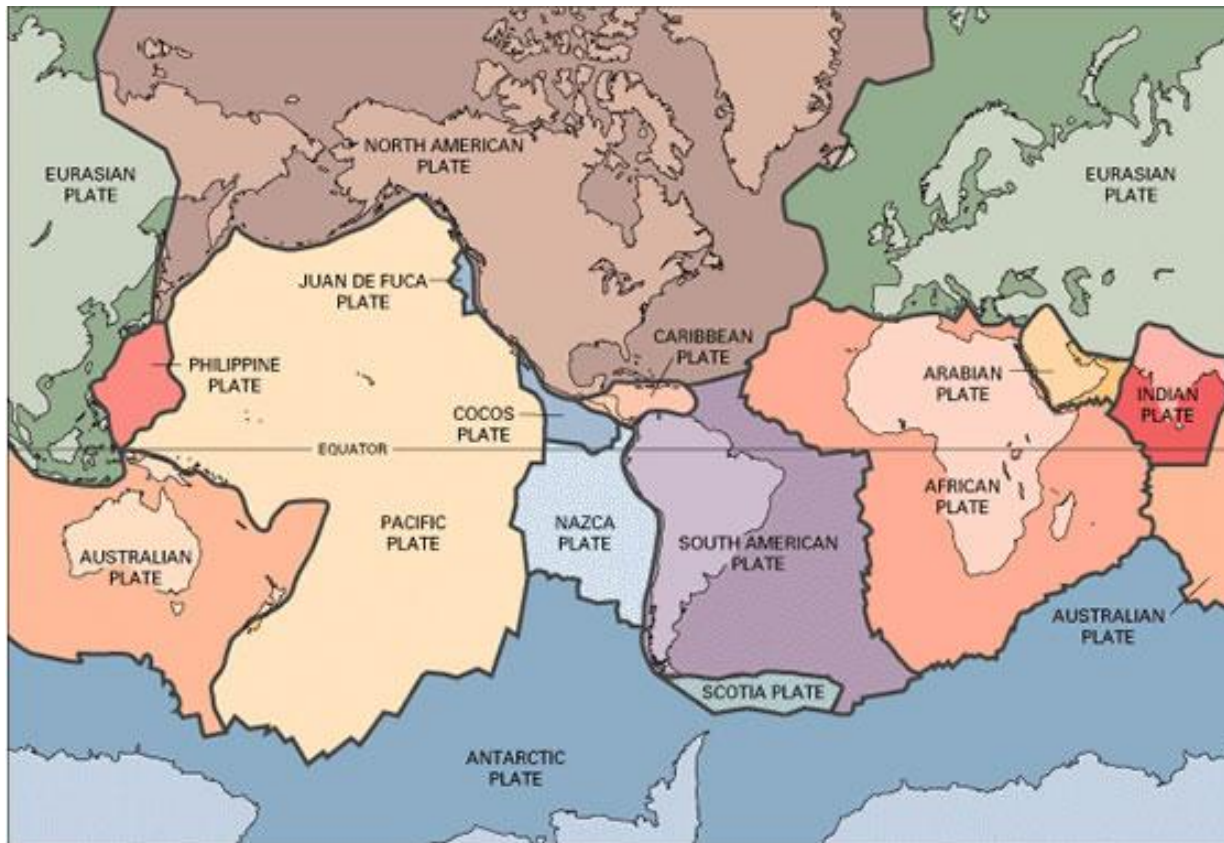 NORTH AMERICAN
PLATE
EURASIAN
PLATE
EURASIAN
PLATE
JUAN DE FUCA
PLATE
CARIBBEAN
PLATE
PHILIPPINE
PLATE
ARABIAN
PLATE
INDIAN
PLATE
COCOS
PLATE
EQUATOR
AFRICAN
PLATE
PACIFIC
PLATE
NAZCA
PLATE
SOUTH AMERICAN
PLATE
AUSTRALIAN
PLATE
AUSTRALIAN
PLATE
SCOTIA PLATE
ANTARCTIC
PLATE